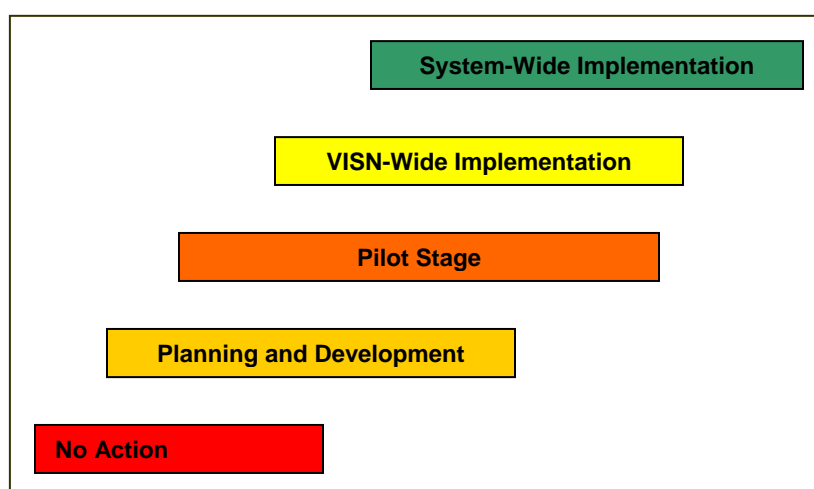 System-Wide Implementation
VISN-Wide Implementation
Pilot Stage
Planning and Development
No Action